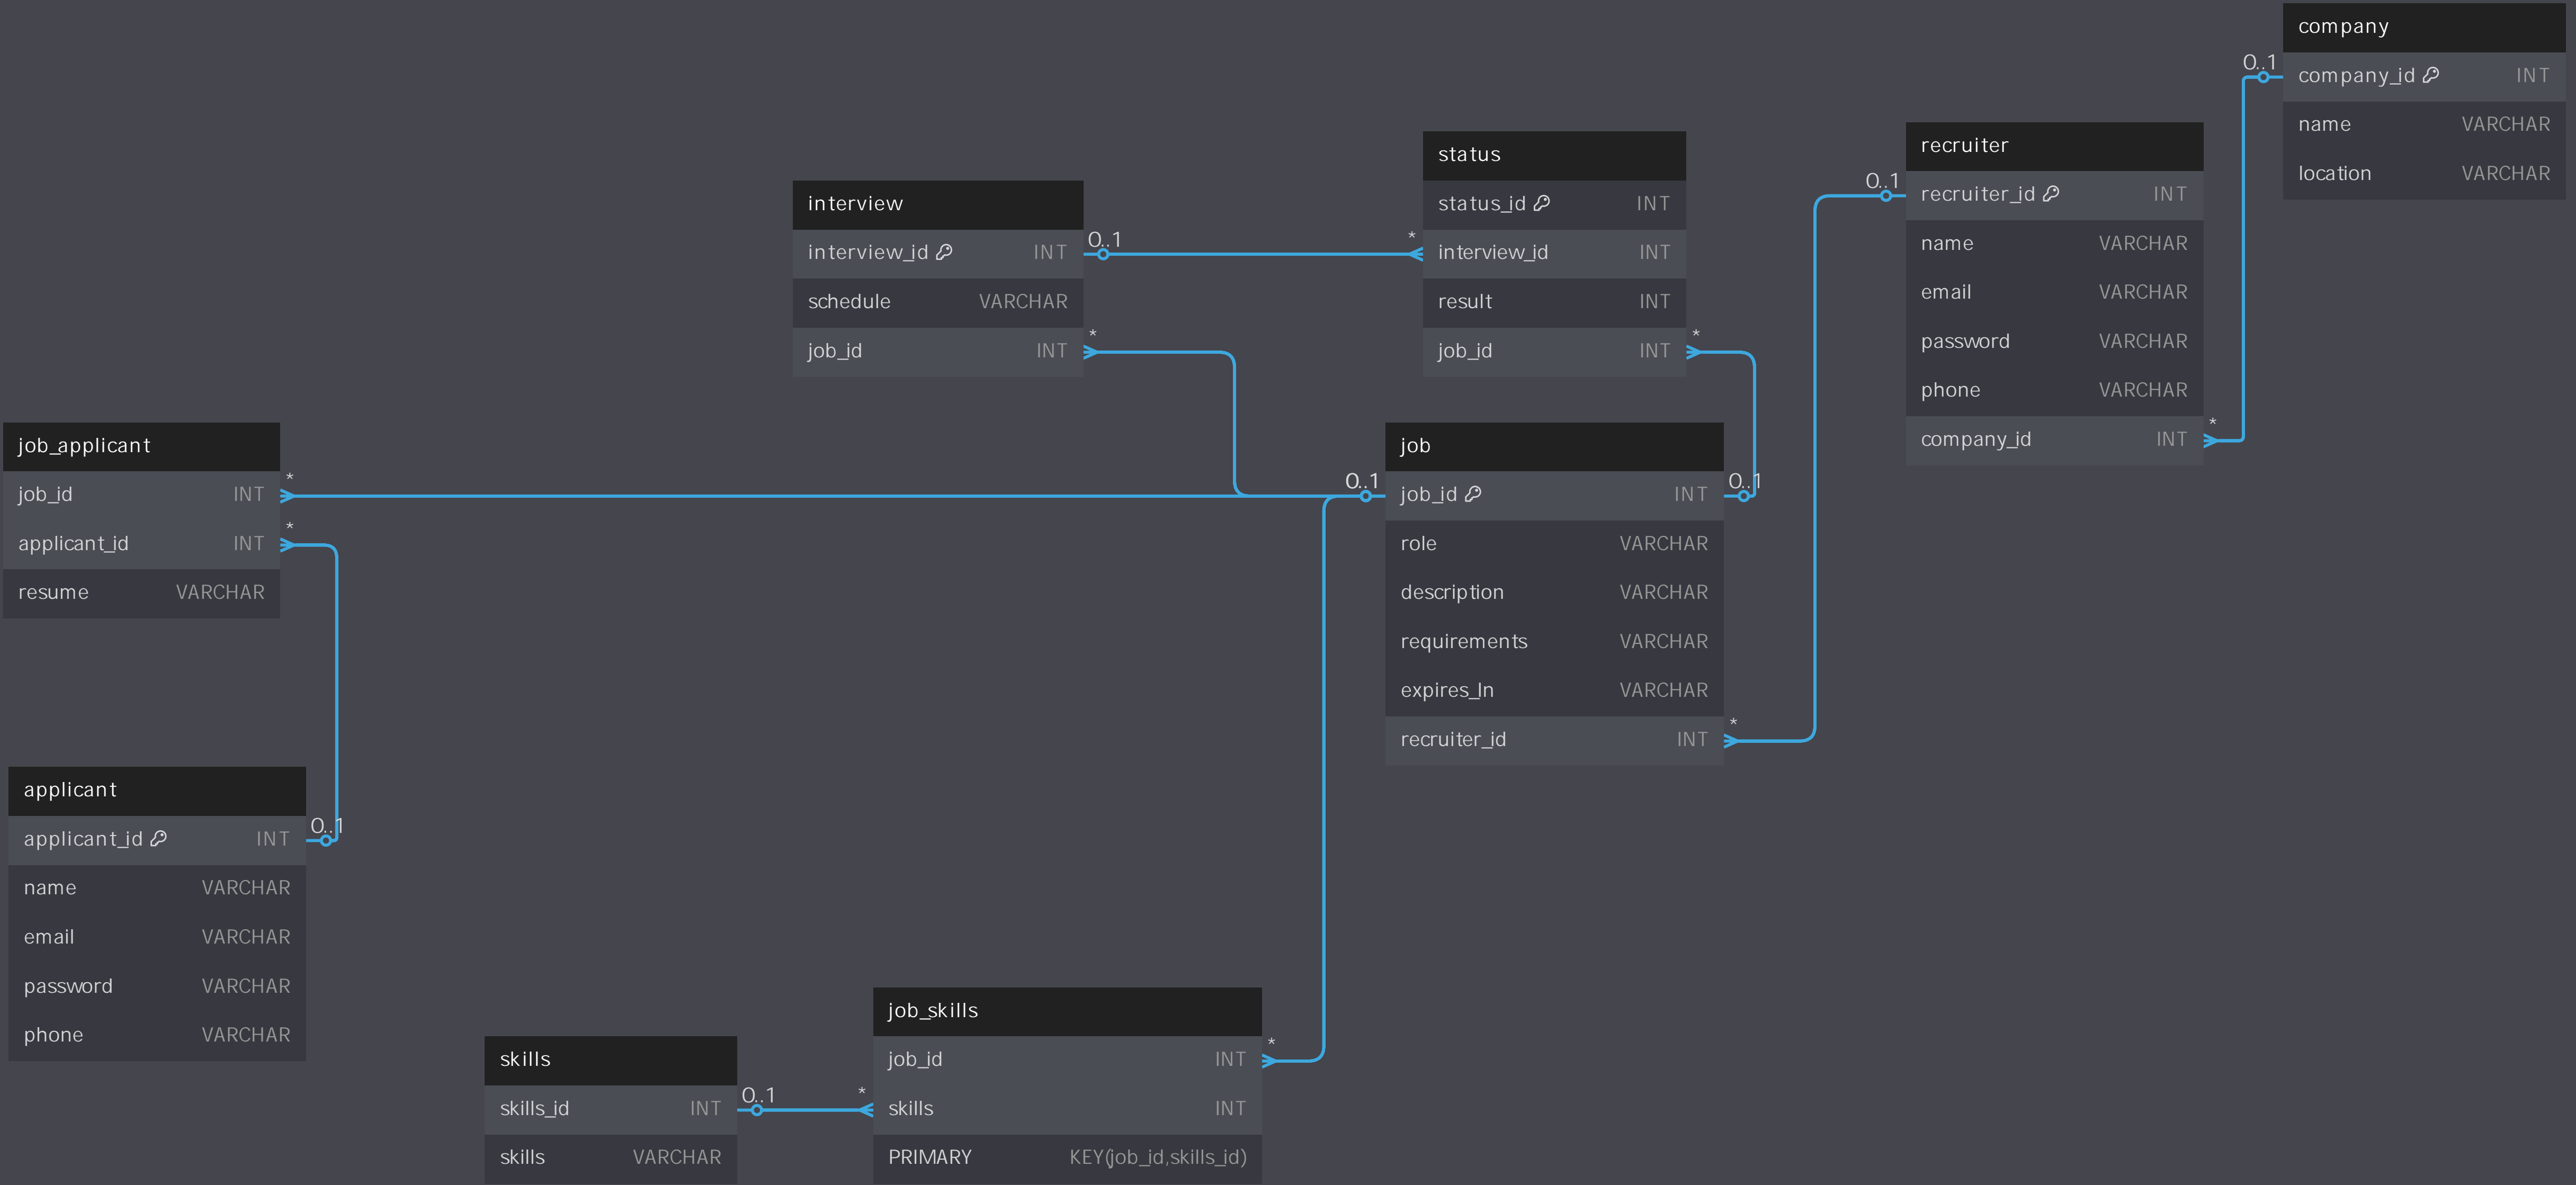 company
company_id INT
name VARCHAR
location VARCHAR
0..1
recruiter
recruiter_id INT
name VARCHAR
email VARCHAR
password VARCHAR
phone VARCHAR
company_id INT
0..1
*
status
status_id INT
interview_id INT
result INT
job_id INT
*
*
interview
interview_id INT
schedule VARCHAR
job_id INT
0..1
*
job_applicant
job_id INT
applicant_id INT
resume VARCHAR
*
*
job
job_id INT
role VARCHAR
description VARCHAR
requirements VARCHAR
expires_In VARCHAR
recruiter_id INT
0..1
0..1
*
applicant
applicant_id INT
name VARCHAR
email VARCHAR
password VARCHAR
phone VARCHAR
0..1
job_skills
job_id INT
skills INT
PRIMARY KEY(job_id,skills_id)
*
*
skills
skills_id INT
skills VARCHAR
0..1